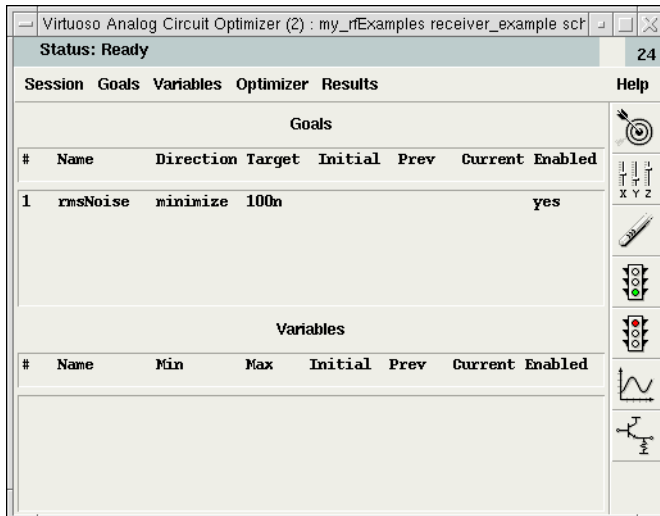 Virtuoso Analog Circuit Optimizer (2) : my_rfExamples receiver_example sch
Status: Ready 24
Session Goals Variables Optimizer Results Help
Goals
# Name Direction Target Initial Prev Current Enabled
1 rmsNoise minimize 100n yes
X Y Z
Variables
# Name Min Max Initial Prev Current Enabled